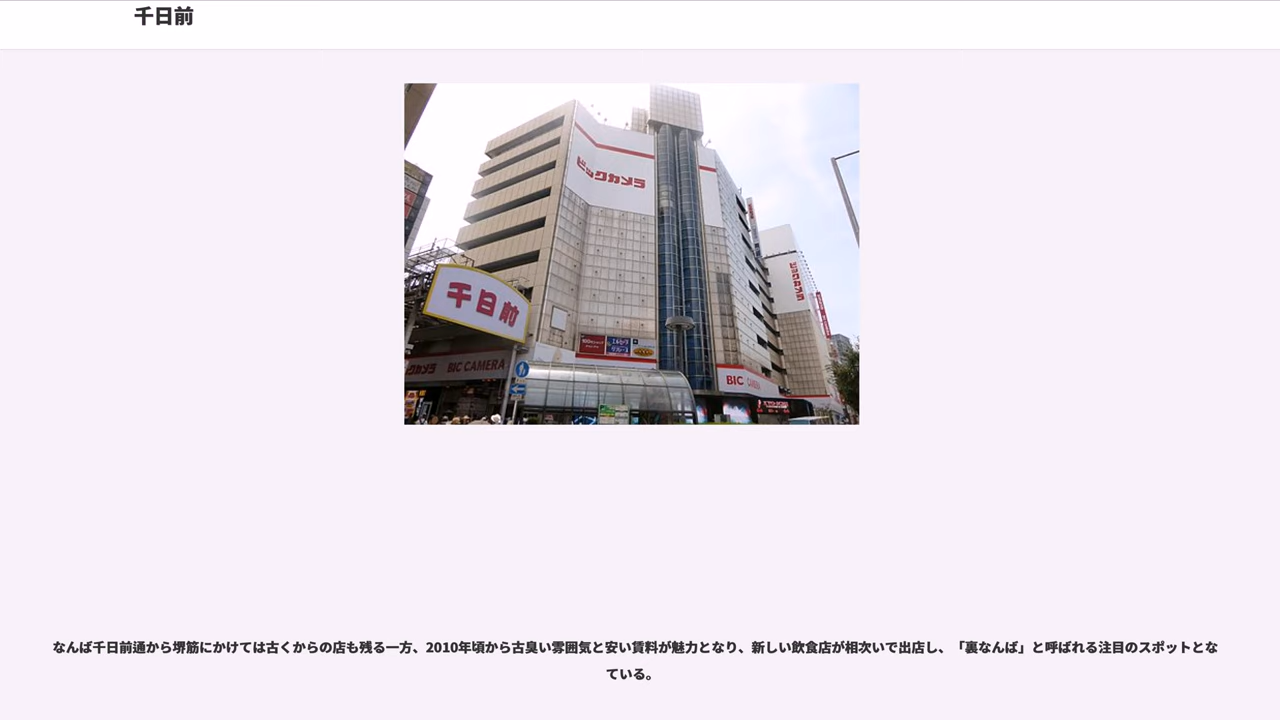 千日前
ビックカメラ
ビックカメラ
千日前
ックカメラ BIC CAMERA
BIC CAMERA
なんば千日前通から堺筋にかけては古くからの店も残る一方、2010年頃から古臭い雰囲気と安い賃料が魅力となり、新しい飲食店が相次いで出店し、「裏なんば」と呼ばれる注目のスポットとな
ている。